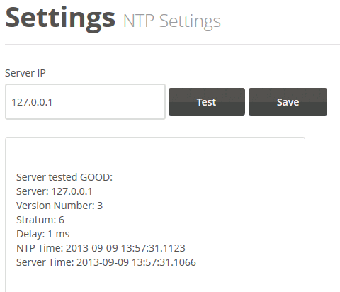 Settings NTP Settings
Server IP
127.0.0.1
Test
Save
Server tested GOOD:
Server: 127.0.0.1
Version Number: 3
Stratum: 6
Delay: 1 ms
NTP Time: 2013-09-09 13:57:31.1123
Server Time: 2013-09-09 13:57:31.1066